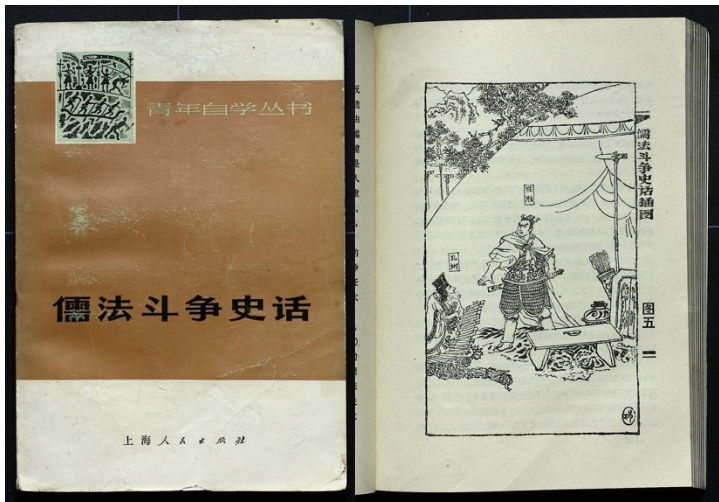 青年自学丛书
儒法斗争史话
上海人民出版社
儒法斗争史话插图
图五